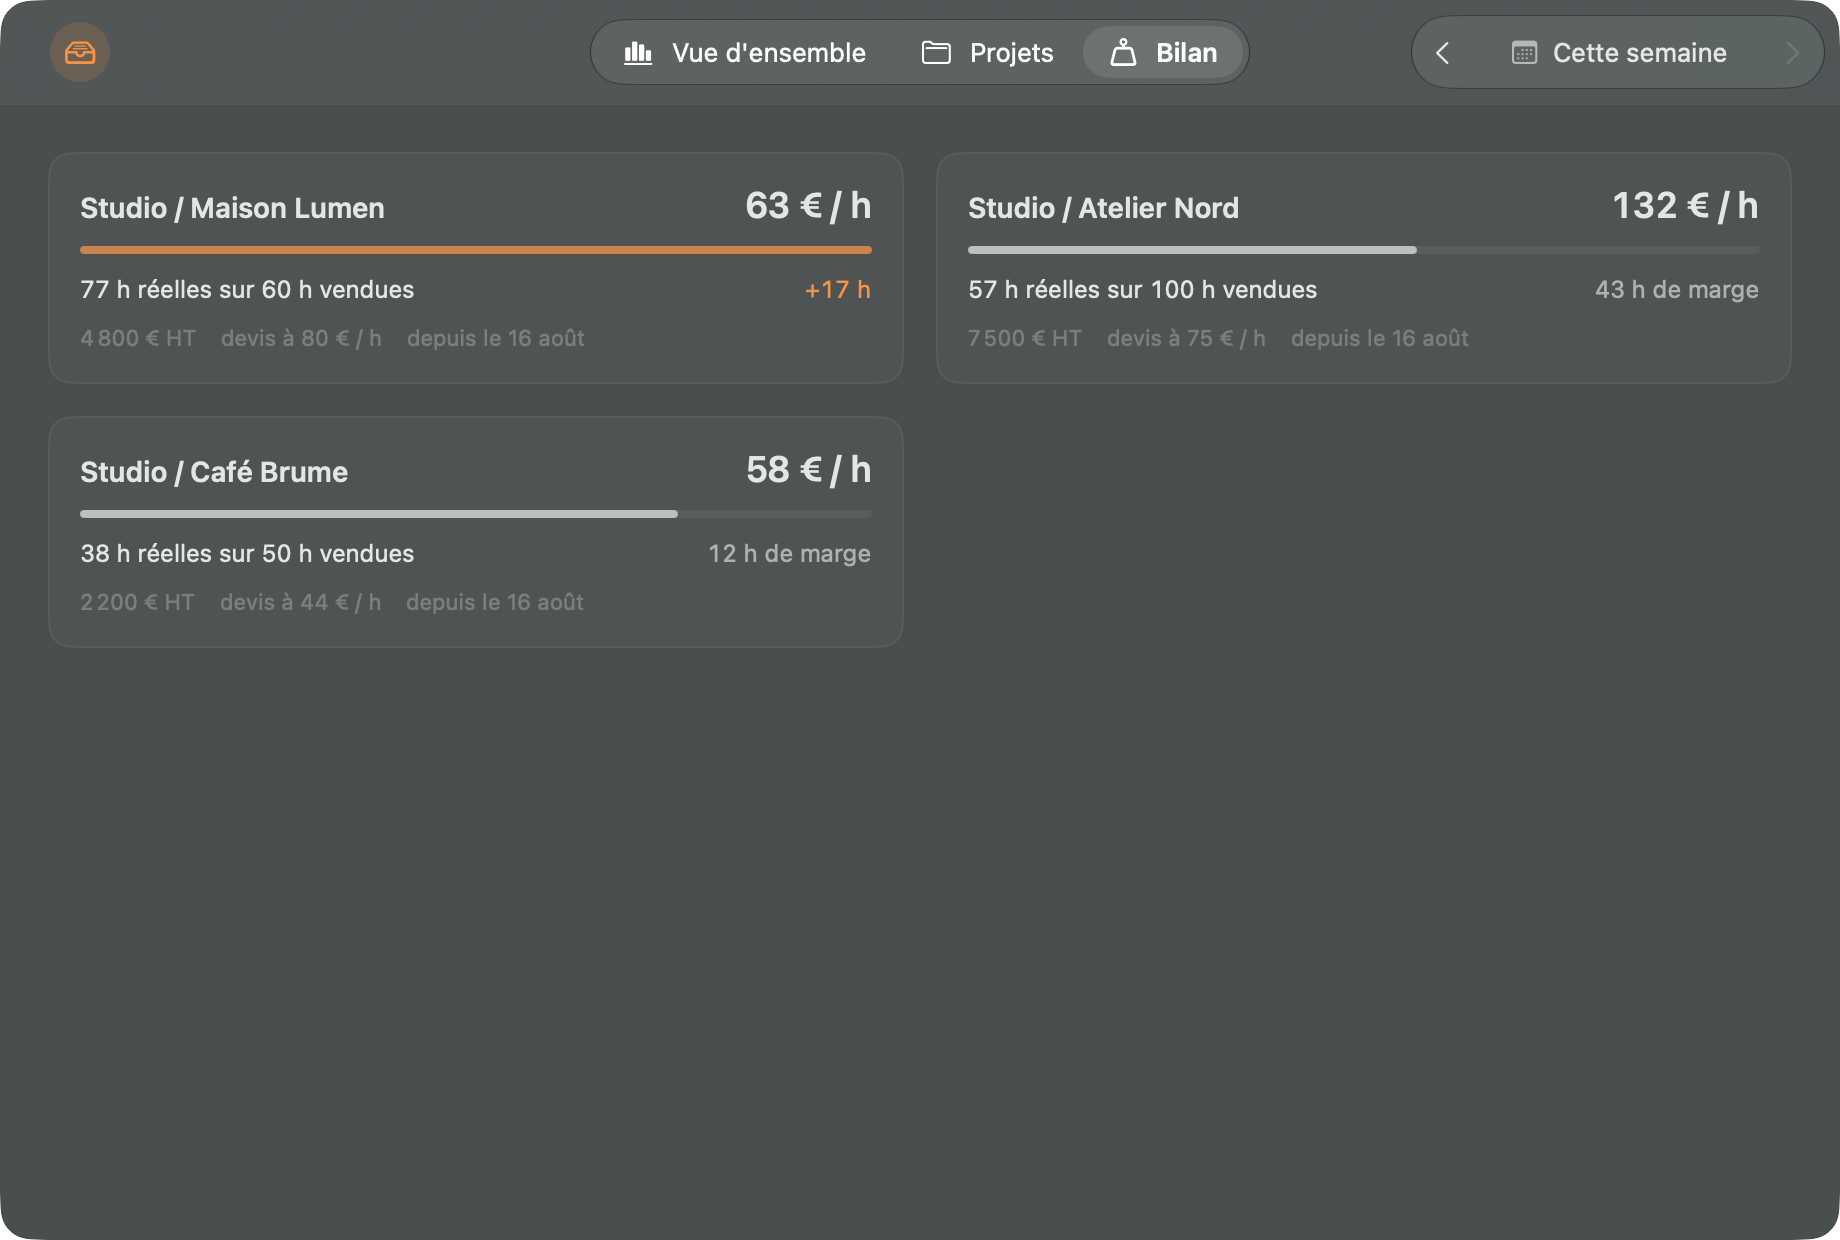 Vue d'ensemble
Projets
Bilan
Cette semaine
Studio / Maison Lumen
63 € / h
77 h réelles sur 60 h vendues
+17 h
4 800 € HT devis à 80 € / h depuis le 16 août
Studio / Atelier Nord
132 € / h
57 h réelles sur 100 h vendues
43 h de marge
7 500 € HT devis à 75 € / h depuis le 16 août
Studio / Café Brume
58 € / h
38 h réelles sur 50 h vendues
12 h de marge
2 200 € HT devis à 44 € / h depuis le 16 août